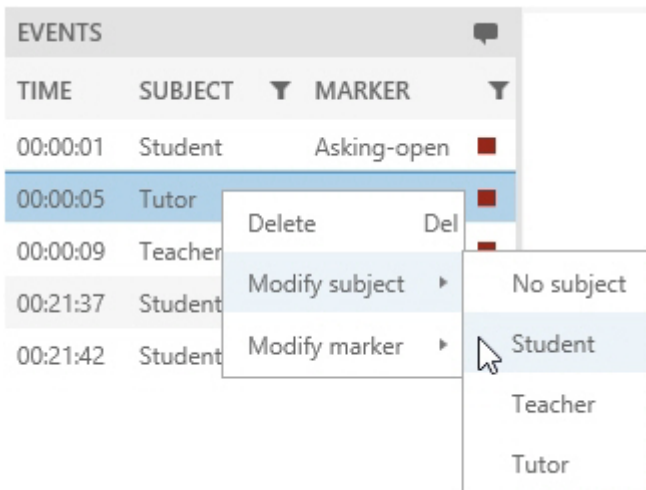 EVENTS
TIME SUBJECT MARKER
00:00:01 Student Asking-open
00:00:05 Tutor
Delete Del
00:00:09 Teacher
Modify subject No subject
00:21:37 Student
Modify marker Student
00:21:42 Student
Teacher
Tutor